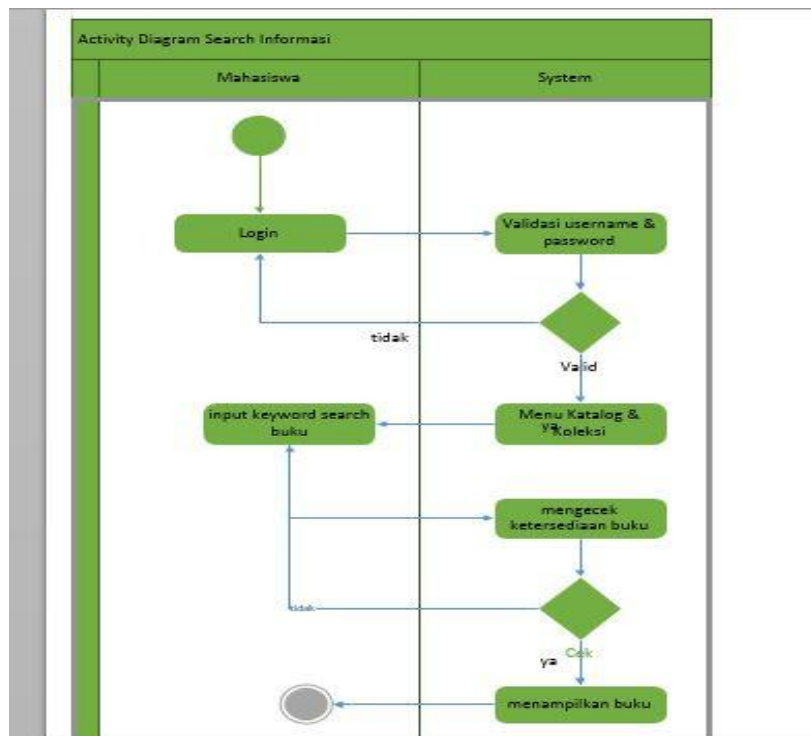 Activity Diagram Search Informasi
Mahasiswa
System
Login
Validasi username &
password
tidak
Valid
input keyword search
buku
Menu Katalog &
ya
Koleksi
mengecek
ketersediaan buku
tidak
Cek
ya
menampilkan buku